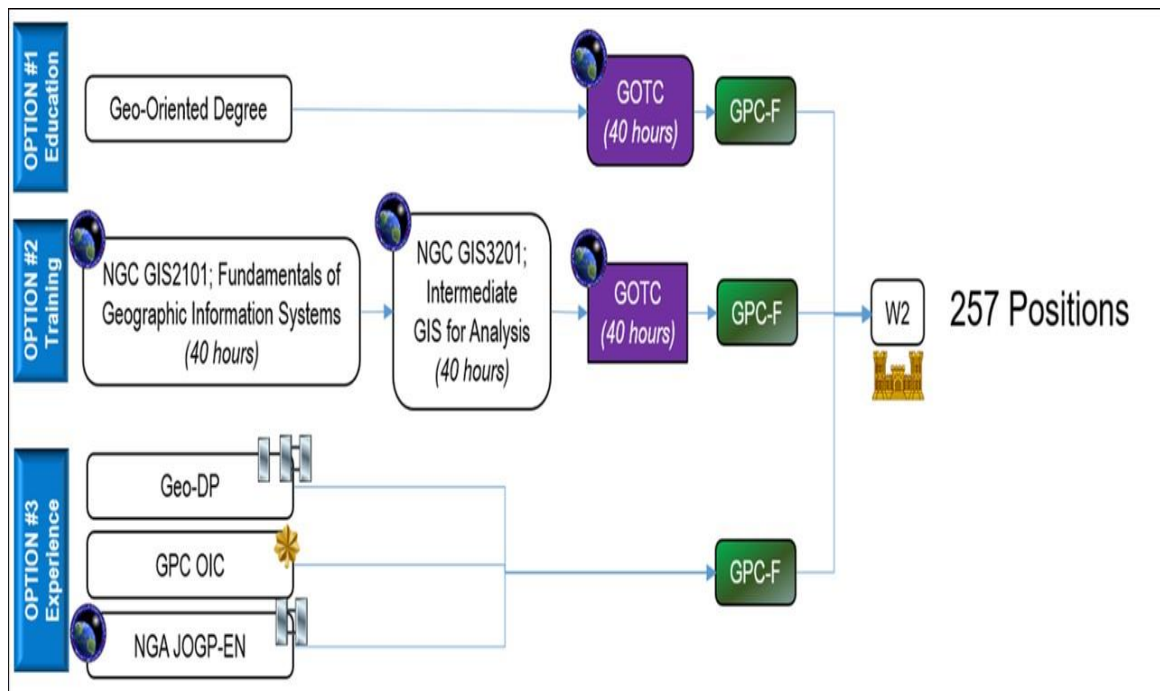 OPTION #1
Education
Geo-Oriented Degree
GOTC
(40 hours)
GPC-F
OPTION #2
Training
NGC GIS2101; Fundamentals of
Geographic Information Systems
(40 hours)
NGC GIS3201;
Intermediate
GIS for Analysis
(40 hours)
GOTC
(40 hours)
GPC-F
W2
257 Positions
OPTION #3
Experience
Geo-DP
GPC OIC
NGA JOGP-EN
GPC-F